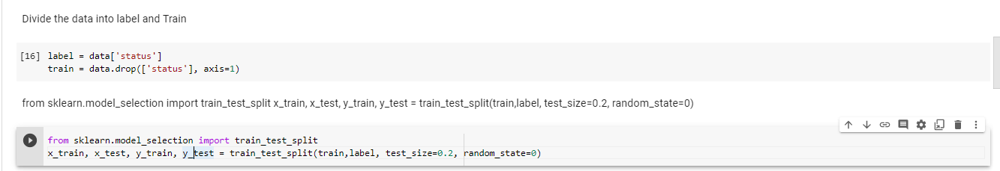 Divide the data into label and Train
[16] label = data['status']
train = data.drop(['status'], axis=1)
from sklearn.model_selection import train_test_split x_train, x_test, y_train, y_test = train_test_split(train,label, test_size=0.2, random_state=0)
from sklearn.model_selection import train_test_split
x_train, x_test, y_train, y_test = train_test_split(train,label, test_size=0.2, random_state=0)